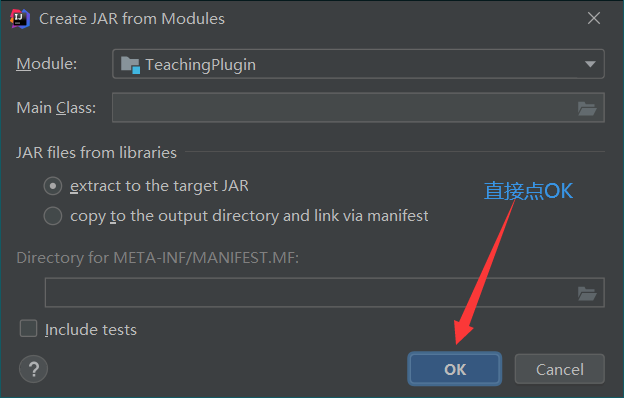 Create JAR from Modules
Module: TeachingPlugin
Main Class:
JAR files from libraries
extract to the target JAR
直接点OK
copy to the output directory and link via manifest
Directory for META-INF/MANIFEST.MF:
Include tests
? OK Cancel